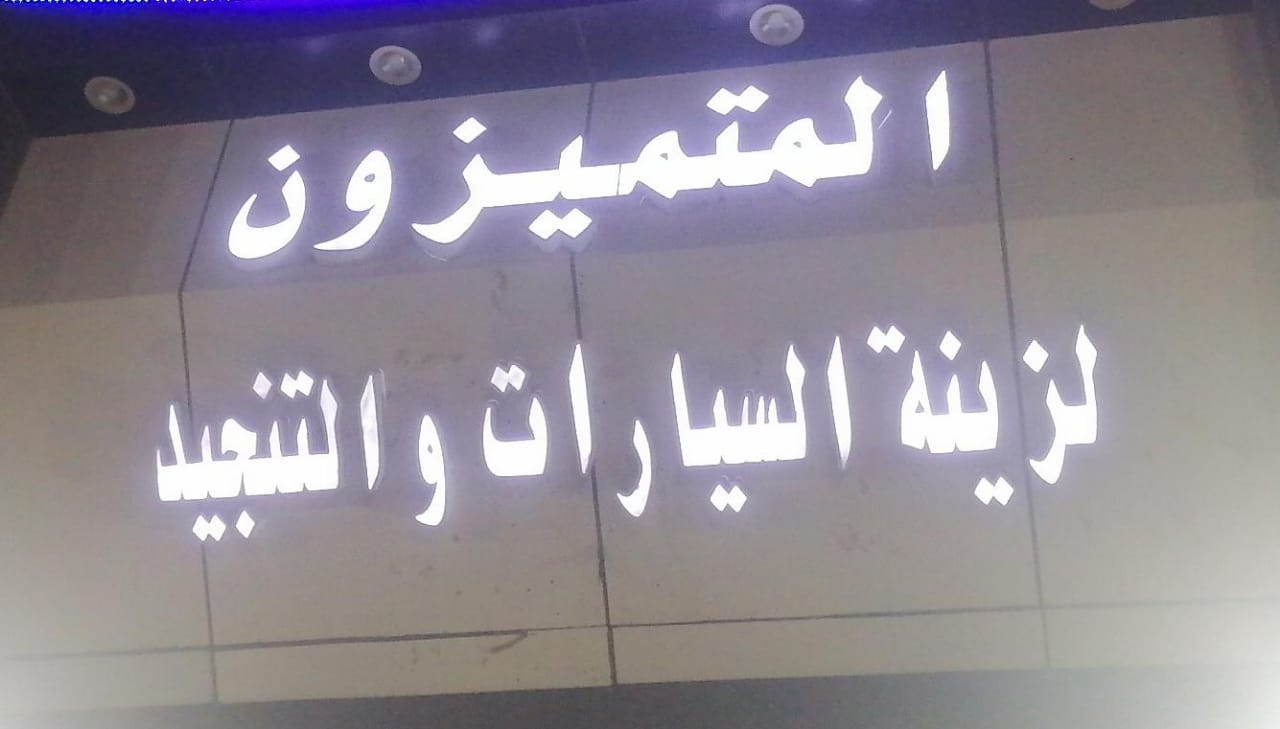 المتميزون
لزينة السيارات والتنجيد